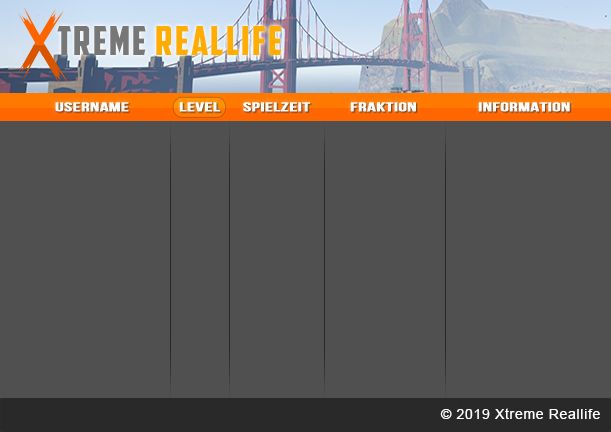 XTREME REALLIFE
USERNAME LEVEL SPIELZEIT FRAKTION INFORMATION
© 2019 Xtreme Reallife